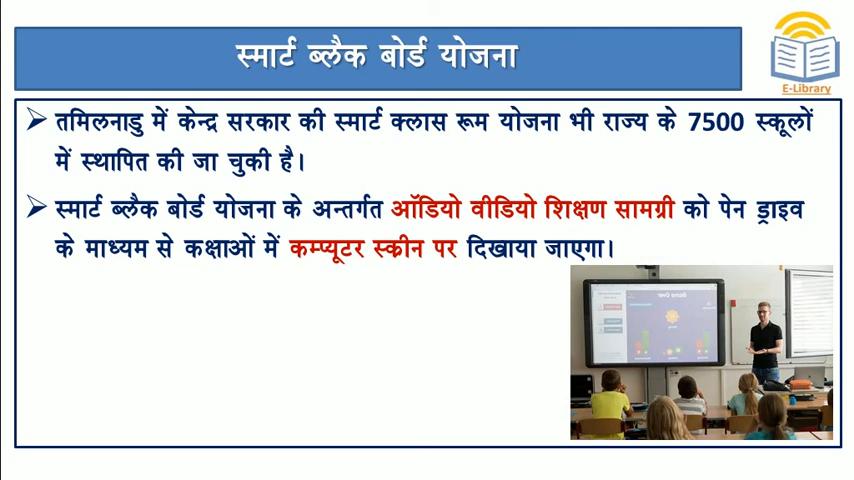 स्मार्ट ब्लैक बोर्ड योजना
E-Library
तमिलनाडु में केन्द्र सरकार की स्मार्ट क्लास रूम योजना भी राज्य के 7500 स्कूलों
में स्थापित की जा चुकी है।
स्मार्ट ब्लैक बोर्ड योजना के अन्तर्गत ऑडियो वीडियो शिक्षण सामग्री को पेन ड्राइव
के माध्यम से कक्षाओं में कम्प्यूटर स्क्रीन पर दिखाया जाएगा।